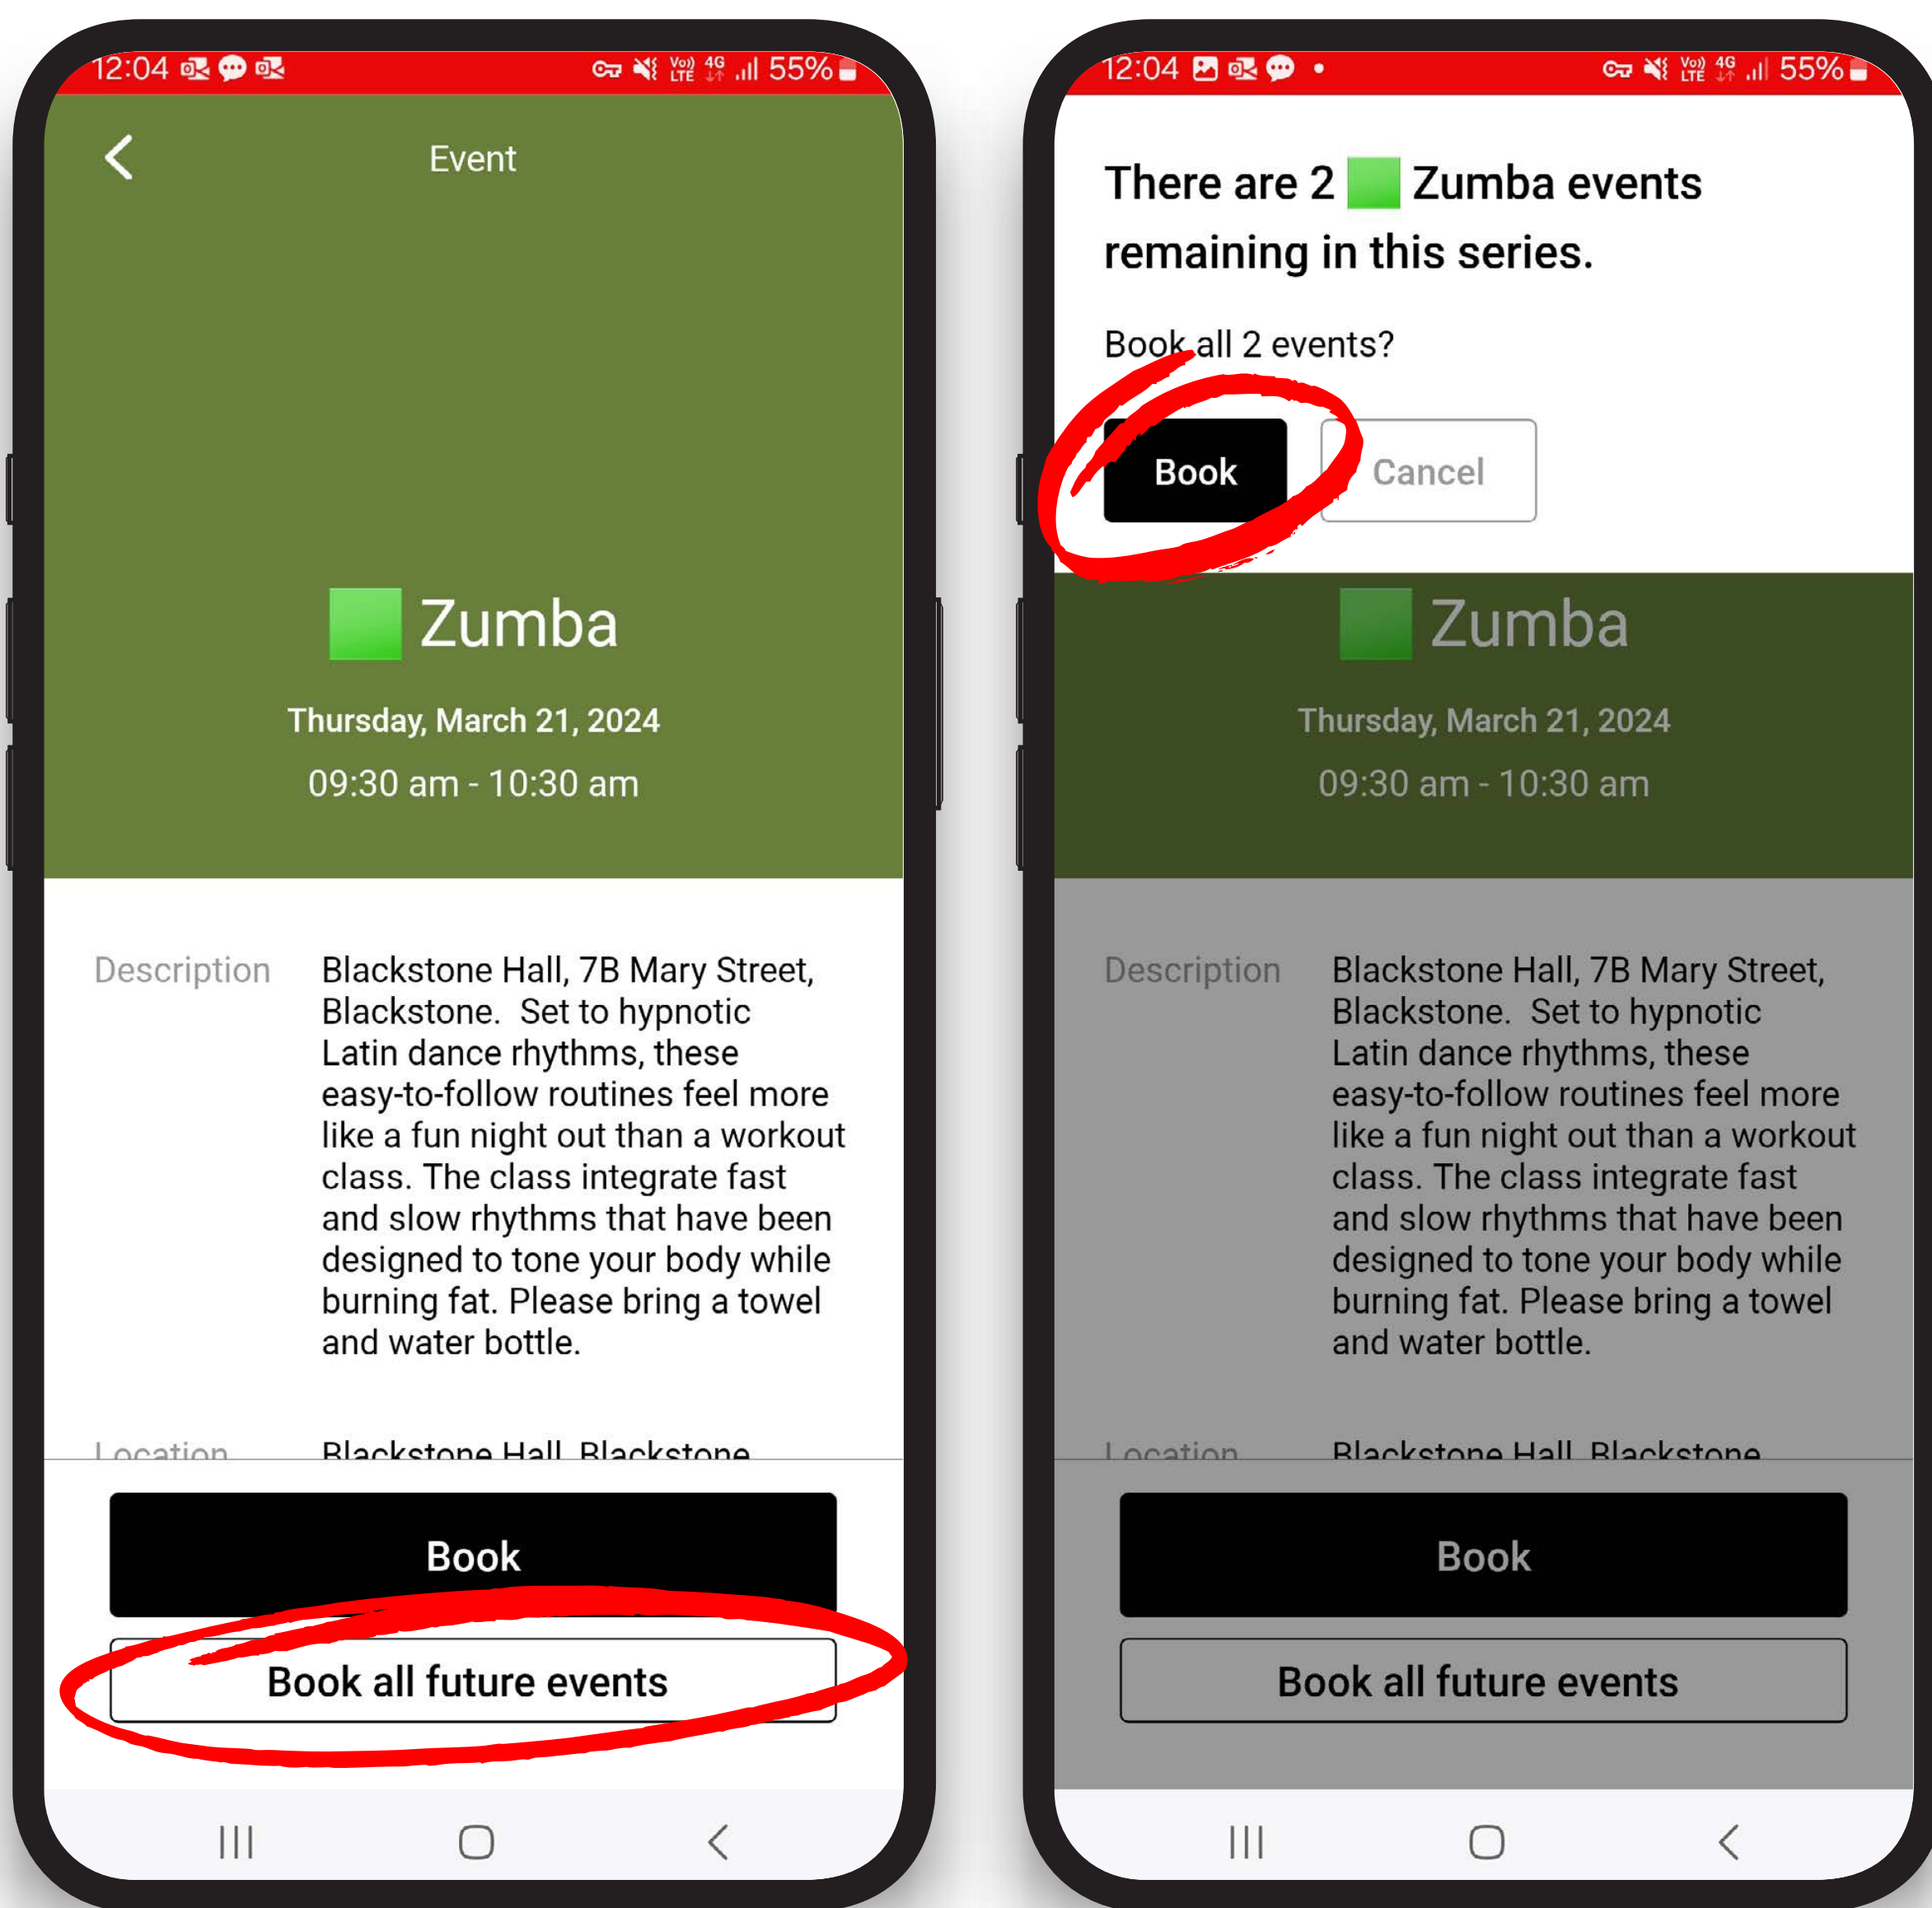 12:04
Vo)) LTE 4G 55%
Event
Zumba
Thursday, March 21, 2024
09:30 am - 10:30 am
Description
Blackstone Hall, 7B Mary Street,
Blackstone. Set to hypnotic
Latin dance rhythms, these
easy-to-follow routines feel more
like a fun night out than a workout
class. The class integrate fast
and slow rhythms that have been
designed to tone your body while
burning fat. Please bring a towel
and water bottle.
Location
Blackstone Hall, Blackstone
Book
Book all future events
12:04
Vo)) LTE 4G 55%
There are 2 Zumba events
remaining in this series.
Book all 2 events?
Book
Cancel
Zumba
Thursday, March 21, 2024
09:30 am - 10:30 am
Description
Blackstone Hall, 7B Mary Street,
Blackstone. Set to hypnotic
Latin dance rhythms, these
easy-to-follow routines feel more
like a fun night out than a workout
class. The class integrate fast
and slow rhythms that have been
designed to tone your body while
burning fat. Please bring a towel
and water bottle.
Location
Blackstone Hall, Blackstone
Book
Book all future events